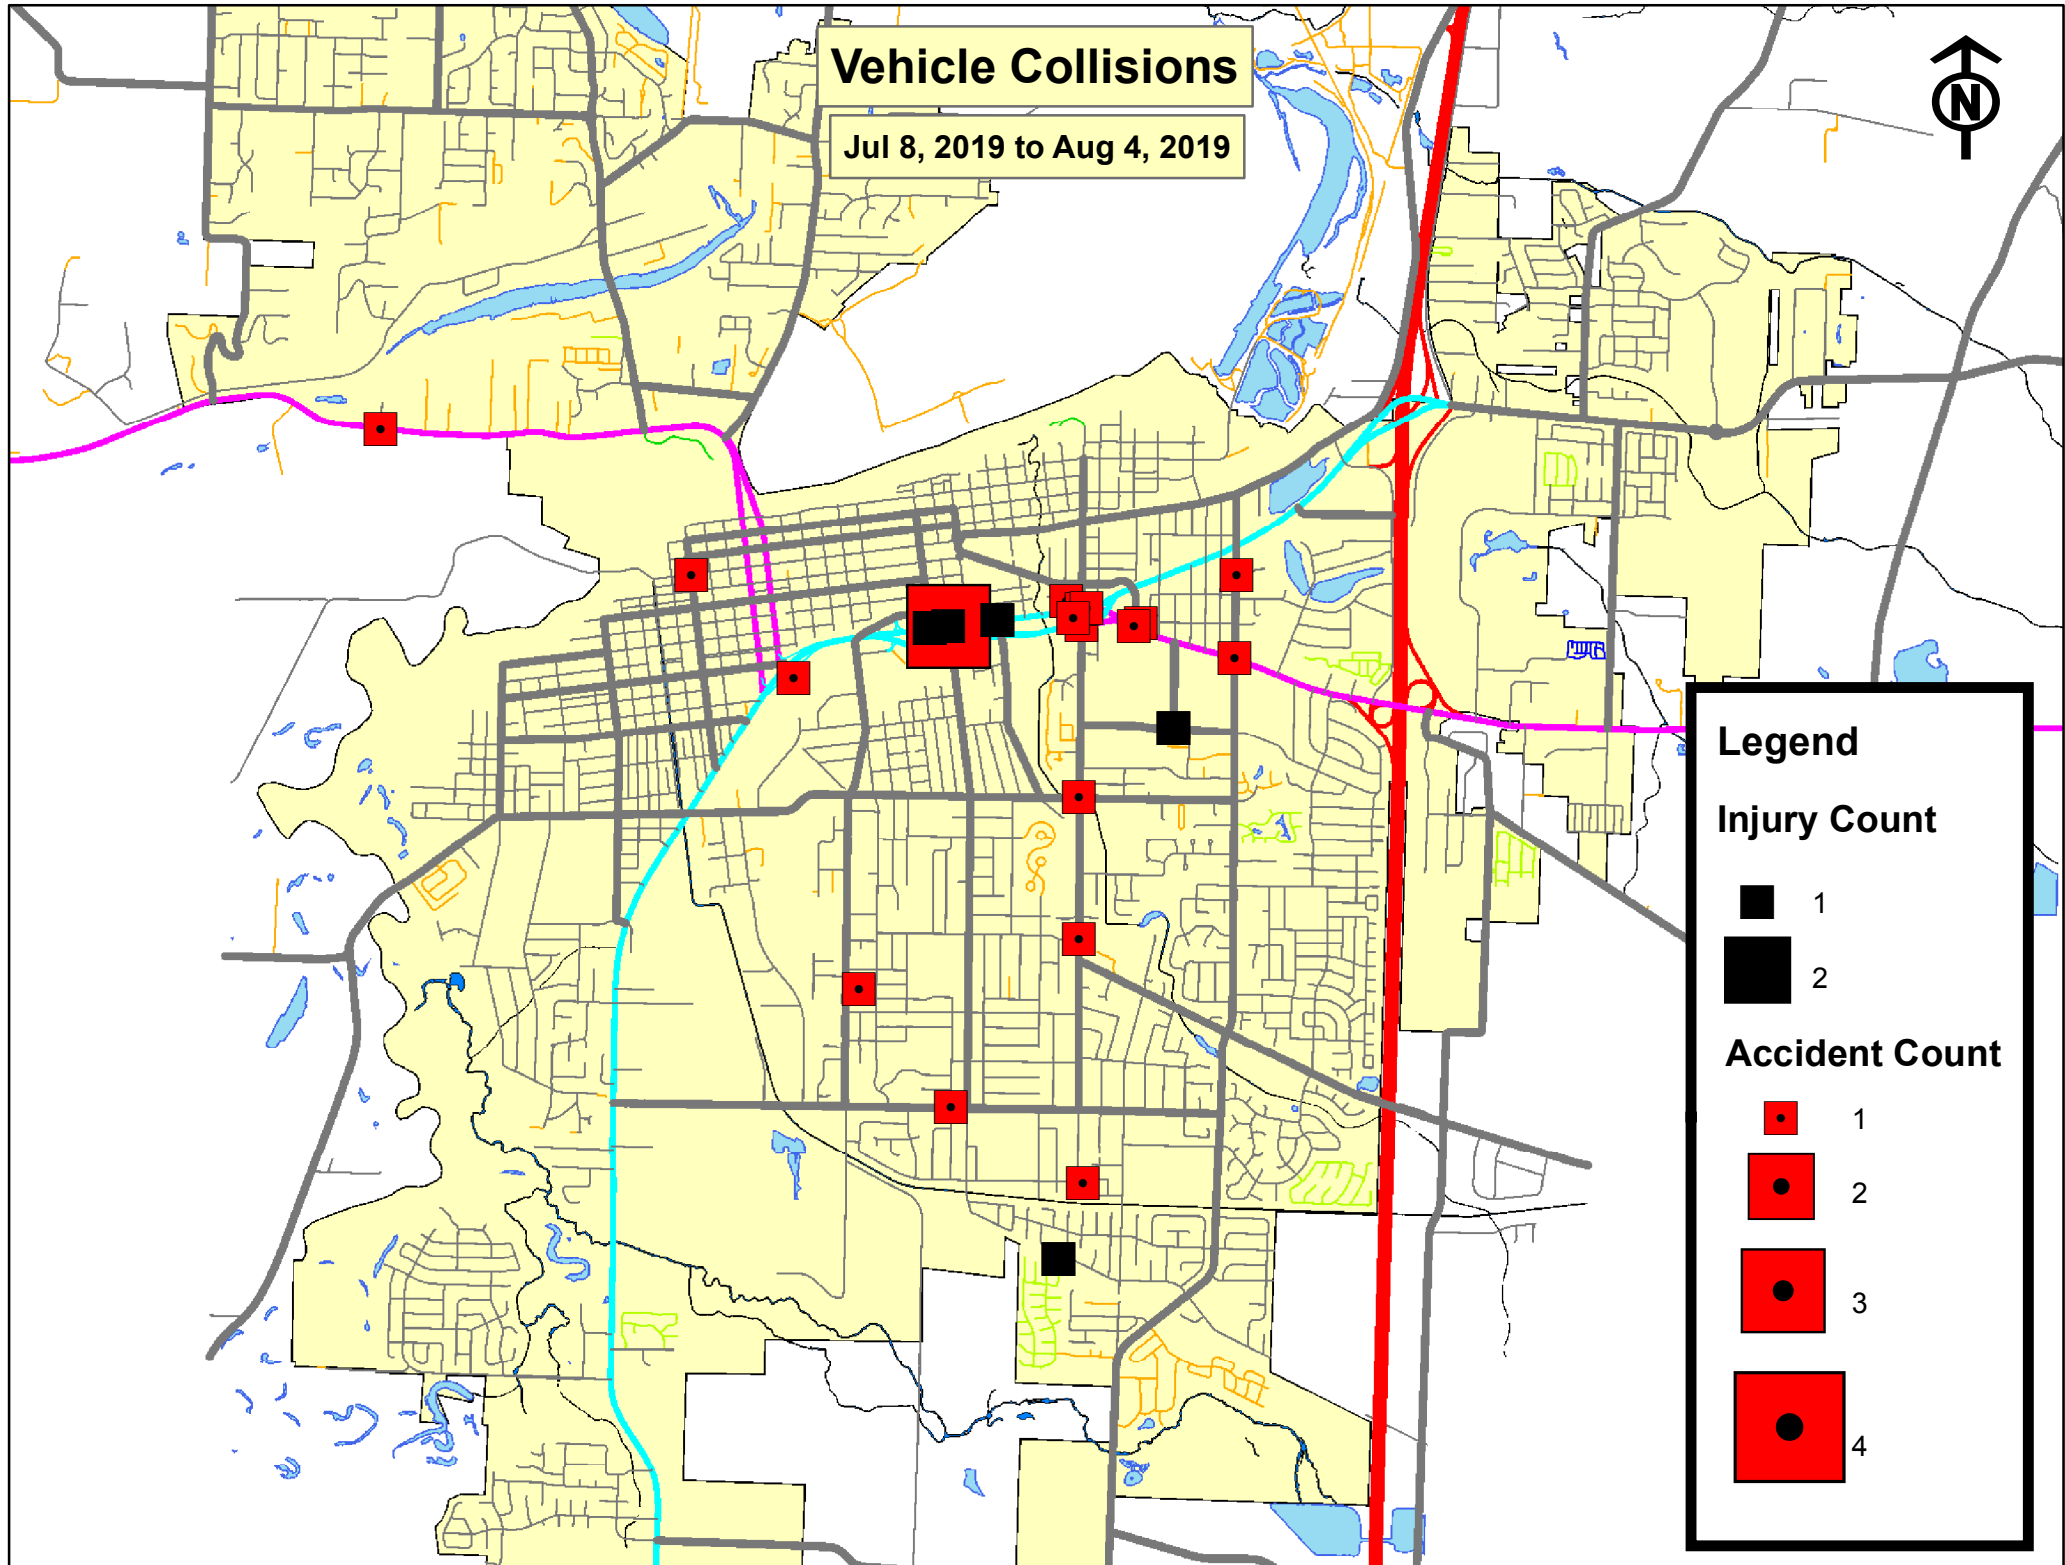 Vehicle Collisions
Jul 8, 2019 to Aug 4, 2019
N
Legend
Injury Count
1
2
Accident Count
1
2
3
4